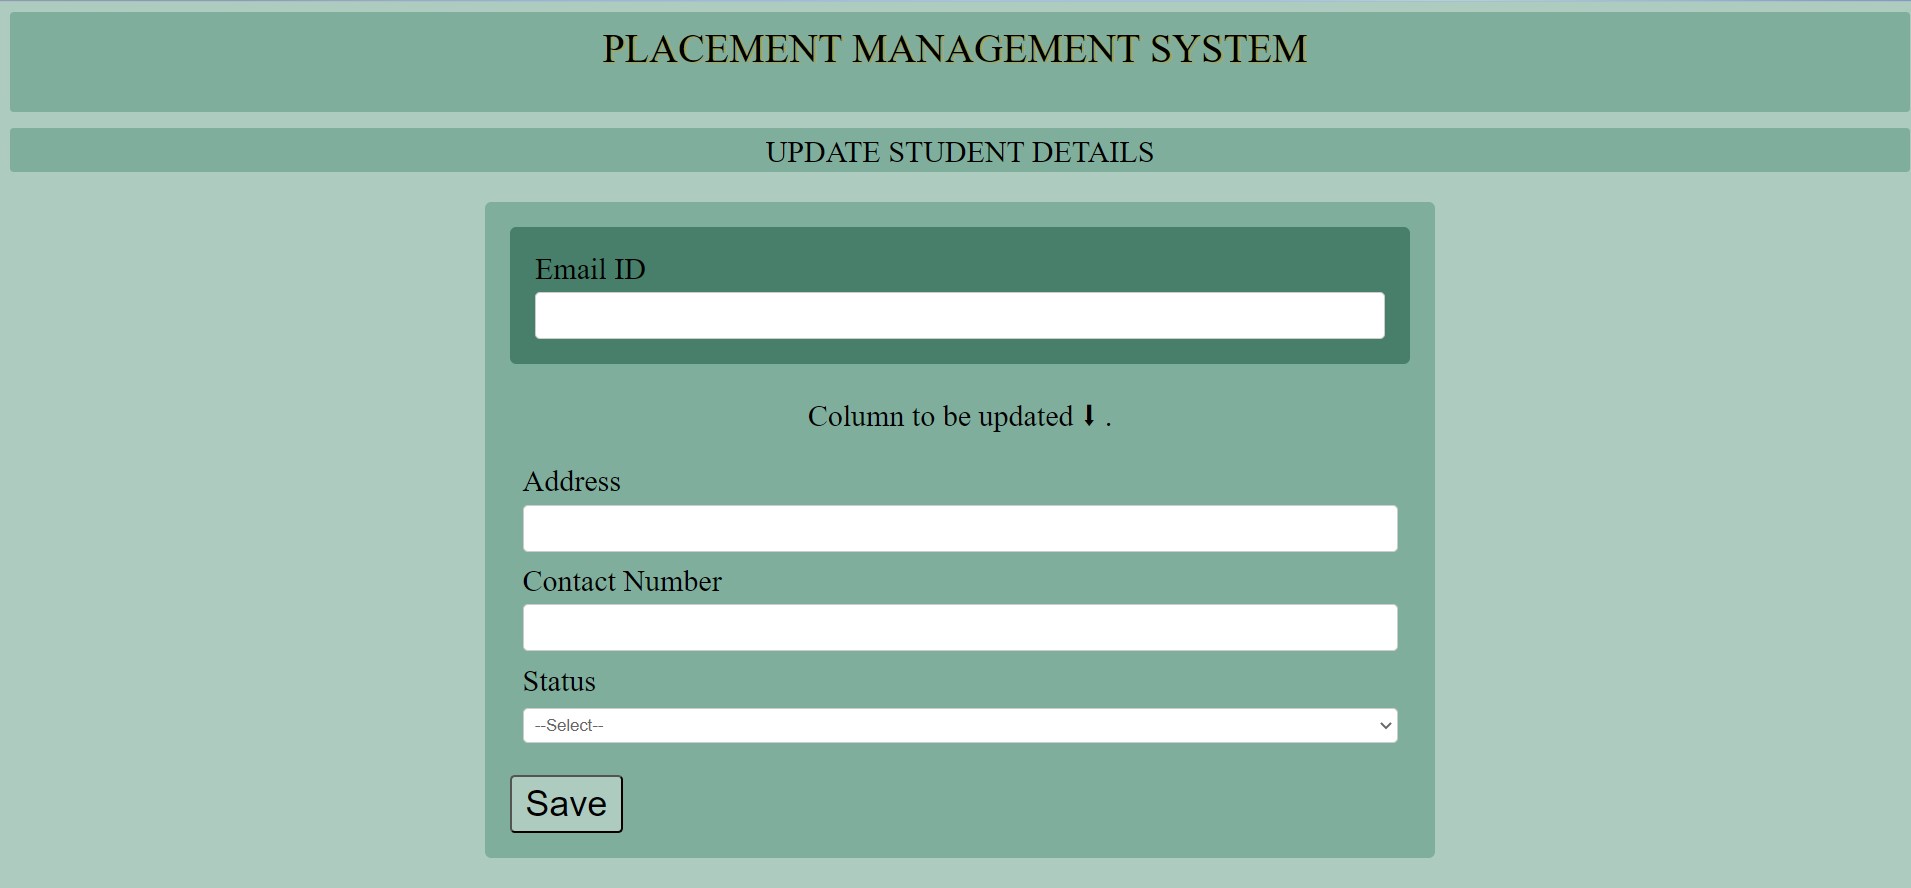 PLACEMENT MANAGEMENT SYSTEM
UPDATE STUDENT DETAILS
Email ID
Column to be updated ⬇ .
Address
Contact Number
Status
--Select--
Save